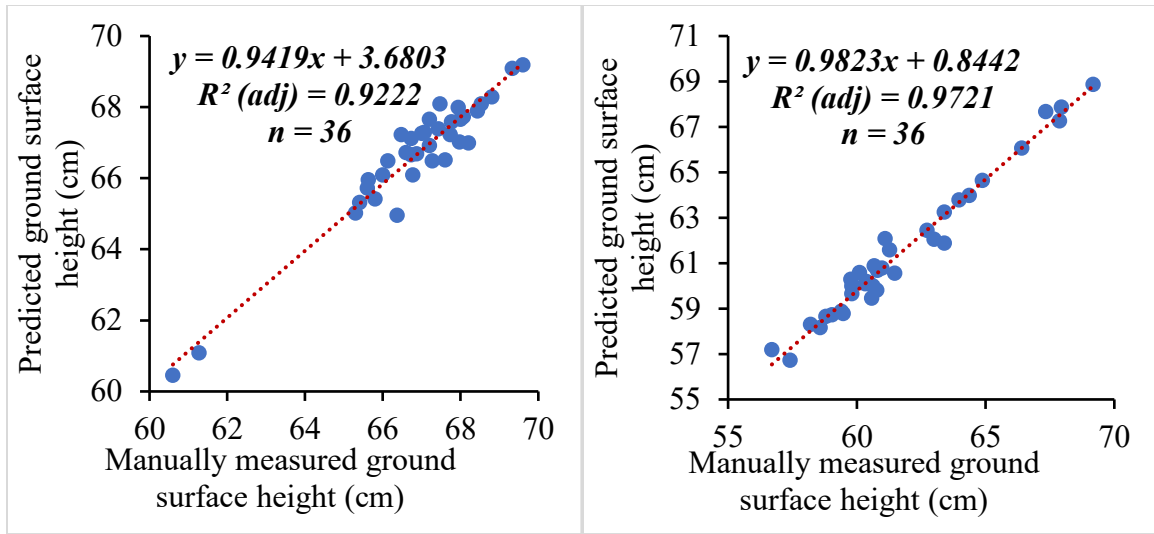 Predicted ground surface
height (cm)
70
68
66
64
62
60
y = 0.9419x + 3.6803
R² (adj) = 0.9222
n = 36
60 62 64 66 68 70
Manually measured ground
surface height (cm)
Predicted ground surface
height (cm)
71
69
67
65
63
61
59
57
55
y = 0.9823x + 0.8442
R² (adj) = 0.9721
n = 36
55 60 65 70
Manually measured ground
surface height (cm)